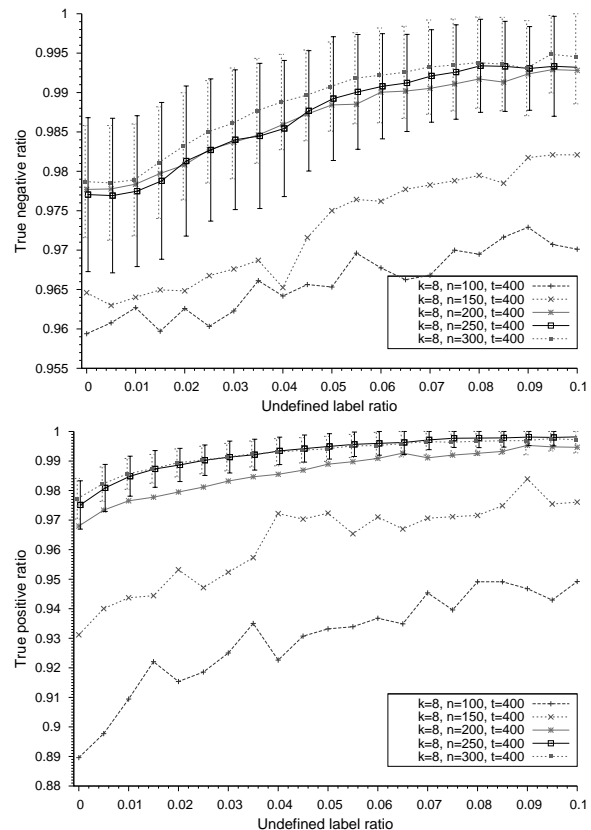 1
0.995
0.99
0.985
0.98
0.975
0.97
0.965
0.96
0.955
True negative ratio
k=8, n=100, t=400
k=8, n=150, t=400
k=8, n=200, t=400
k=8, n=250, t=400
k=8, n=300, t=400
0 0.01 0.02 0.03 0.04 0.05 0.06 0.07 0.08 0.09 0.1
Undefined label ratio
1
0.99
0.98
0.97
0.96
0.95
0.94
0.93
0.92
0.91
0.9
0.89
0.88
True positive ratio
k=8, n=100, t=400
k=8, n=150, t=400
k=8, n=200, t=400
k=8, n=250, t=400
k=8, n=300, t=400
0 0.01 0.02 0.03 0.04 0.05 0.06 0.07 0.08 0.09 0.1
Undefined label ratio